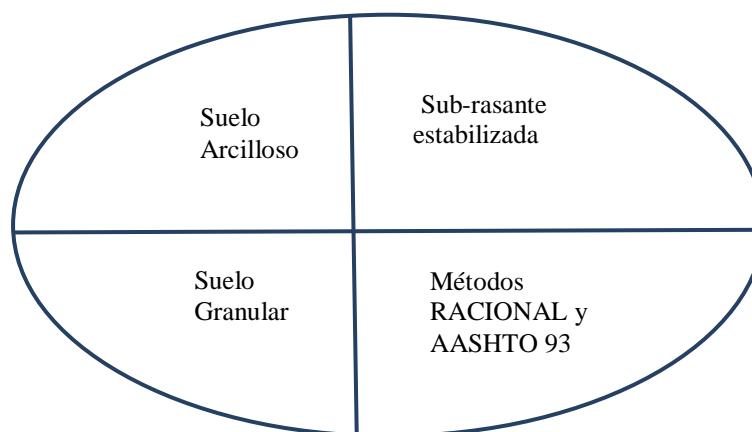 Suelo
Arcilloso
Sub-rasante
estabilizada
Suelo
Granular
Métodos
RACIONAL y
AASHTO 93